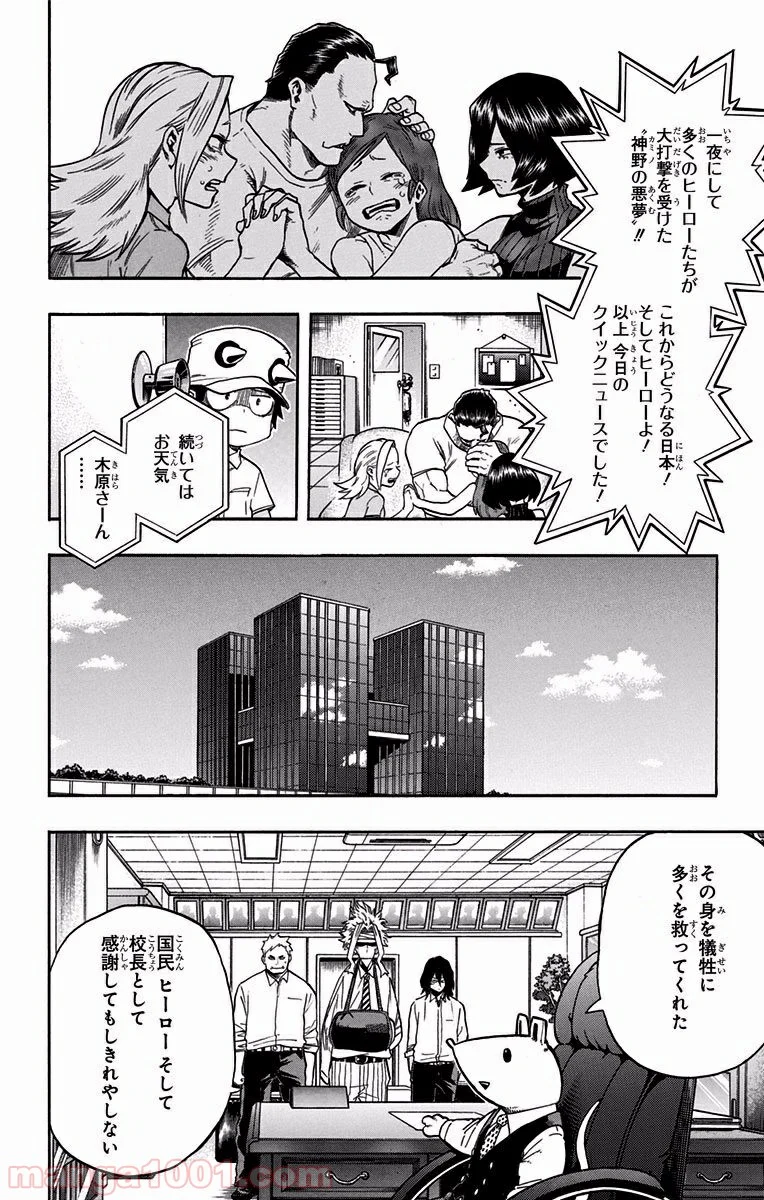 一夜にして
多くのヒーローたちが
大打撃を受けた
〝神野の悪夢〟!!
これからどうなる日本!
そしてヒーローよ!
以上 今日の
クイックニュースでした!
続いては
お天気
木原さーん
……
その身を犠牲に
多くを救ってくれた
国民 ヒーロー そして
校長として
感謝してもしきれやしない
manga1001.com